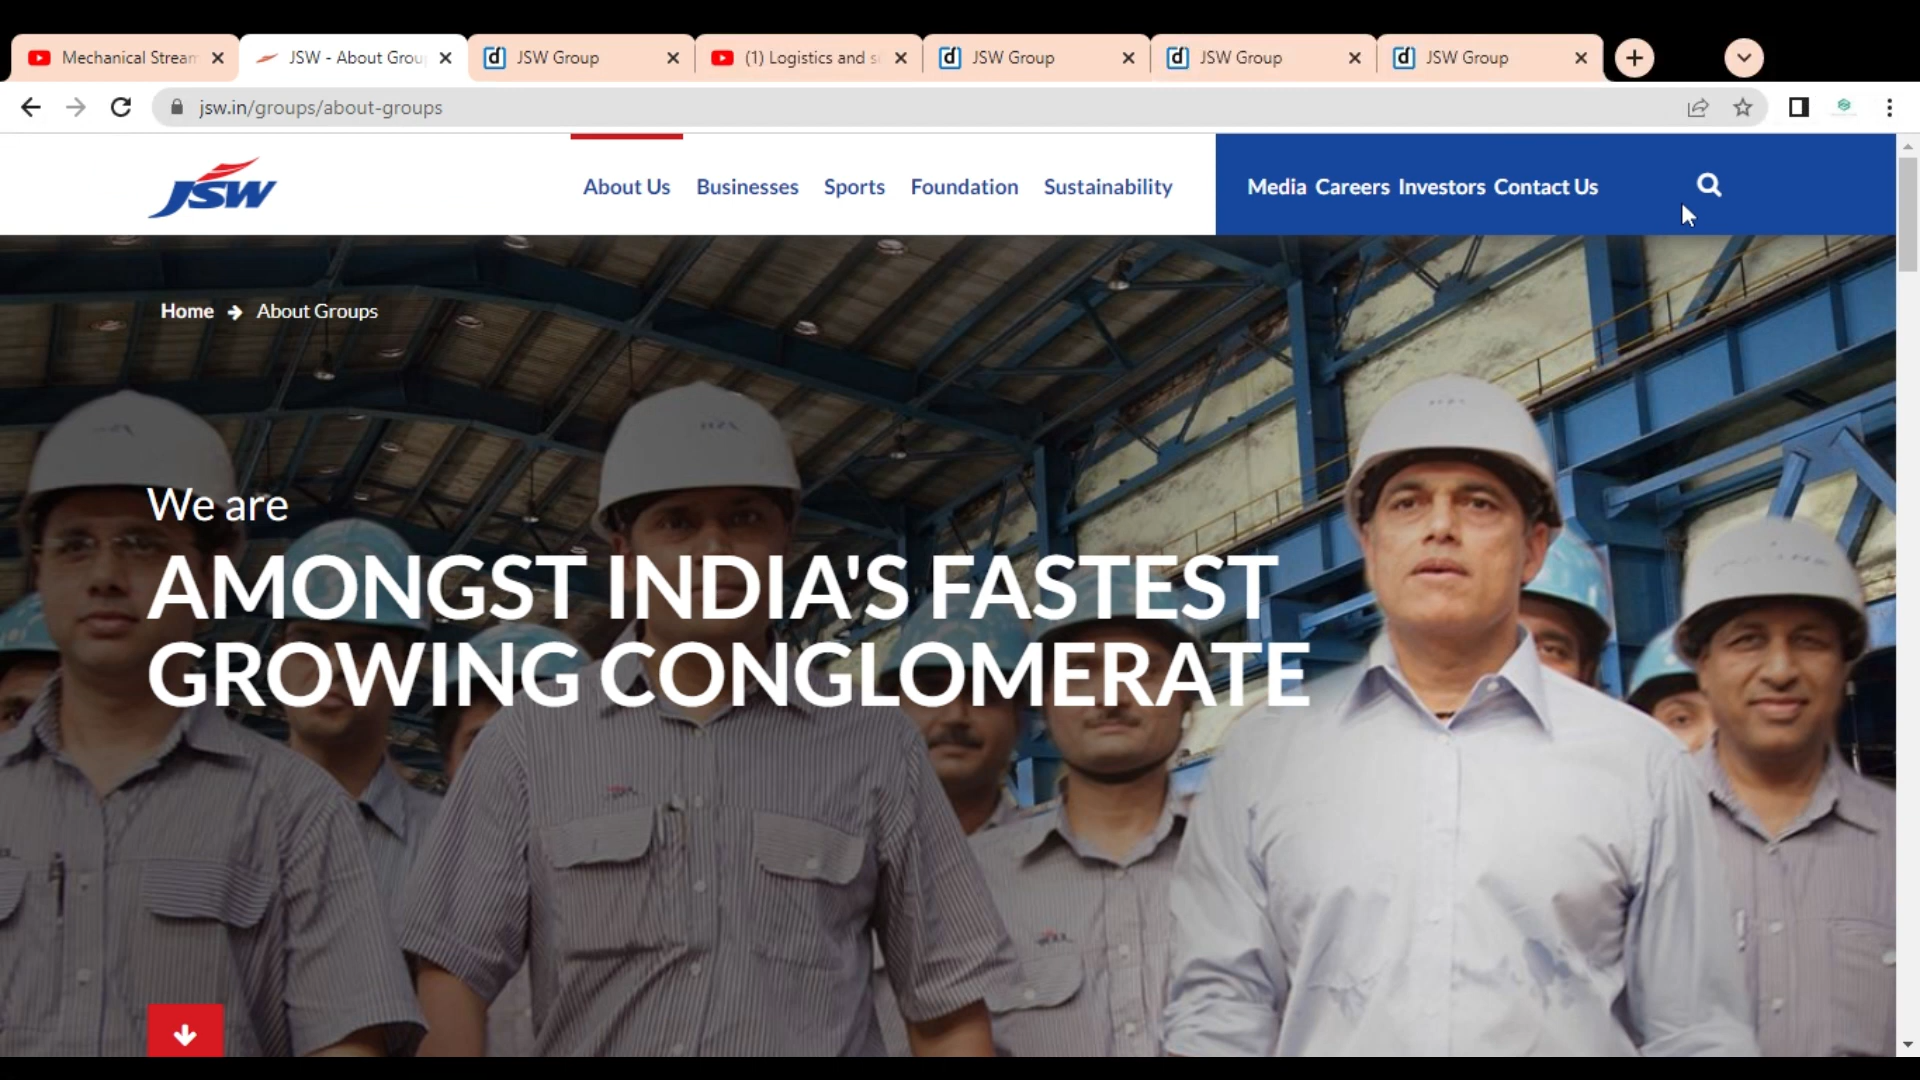 Mechanical Stream
JSW - About Grou
JSW Group
(1) Logistics and s
JSW Group
JSW Group
JSW Group
jsw.in/groups/about-groups
JSW
About Us
Businesses
Sports
Foundation
Sustainability
Media
Careers
Investors
Contact Us
Home
About Groups
We are
AMONGST INDIA'S FASTEST
GROWING CONGLOMERATE